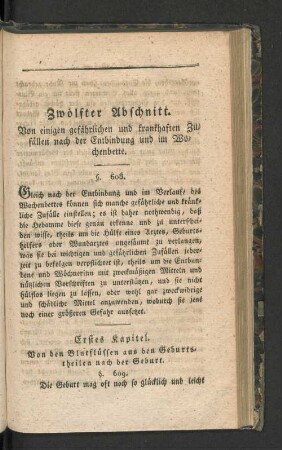 Zwölfter Abschnitt.
Von einigen gefährlichen und krankhaften Zu-
fällen nach der Entbindung und im Wo-
chenbette.
§. 608.
Gleich nach der Entbindung und im Verlaufe des
Wochenbettes können sich manche gefährliche und kränk-
liche Zufälle einstellen; es ist daher nothwendig, daß
die Hebamme diese genau erkenne und zu unterschei-
den wisse, theils um die Hülfe eines Arztes, Geburts-
helfers oder Wundarztes ungesäumt zu verlangen,
was sie bei wichtigen und gefährlichen Zufällen jeder-
zeit zu befolgen verpflichtet ist, theils um die Entbun-
dene und Wöchnerinn mit zweckmäßigen Mitteln und
nützlichen Vorschriften zu unterstützen, und sie nicht
hülflos liegen zu lassen, oder wohl gar zweckwidrige
und schädliche Mittel anzuwenden, wodurch sie jene
noch einer größeren Gefahr aussetzet.
Erstes Kapitel.
Von den Blutflüssen aus den Geburts-
theilen nach der Geburt.
§. 609.
Die Geburt mag oft noch so glücklich und leicht